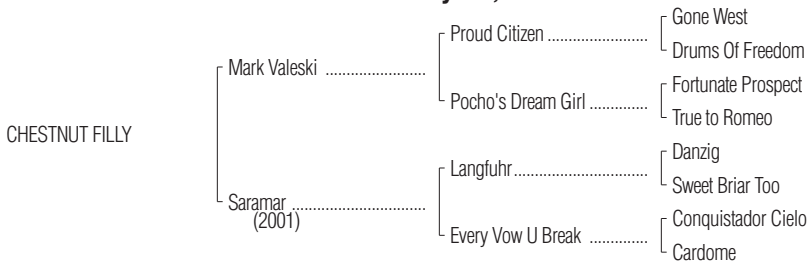 Gone West
Proud Citizen .........................
Drums Of Freedom
Mark Valeski .........................
Fortunate Prospect
Pocho's Dream Girl ...............
True to Romeo
CHESTNUT FILLY
Danzig
Langfuhr.................................
Sweet Briar Too
Saramar .................................
(2001)
Conquistador Cielo
Every Vow U Break ...............
Cardome